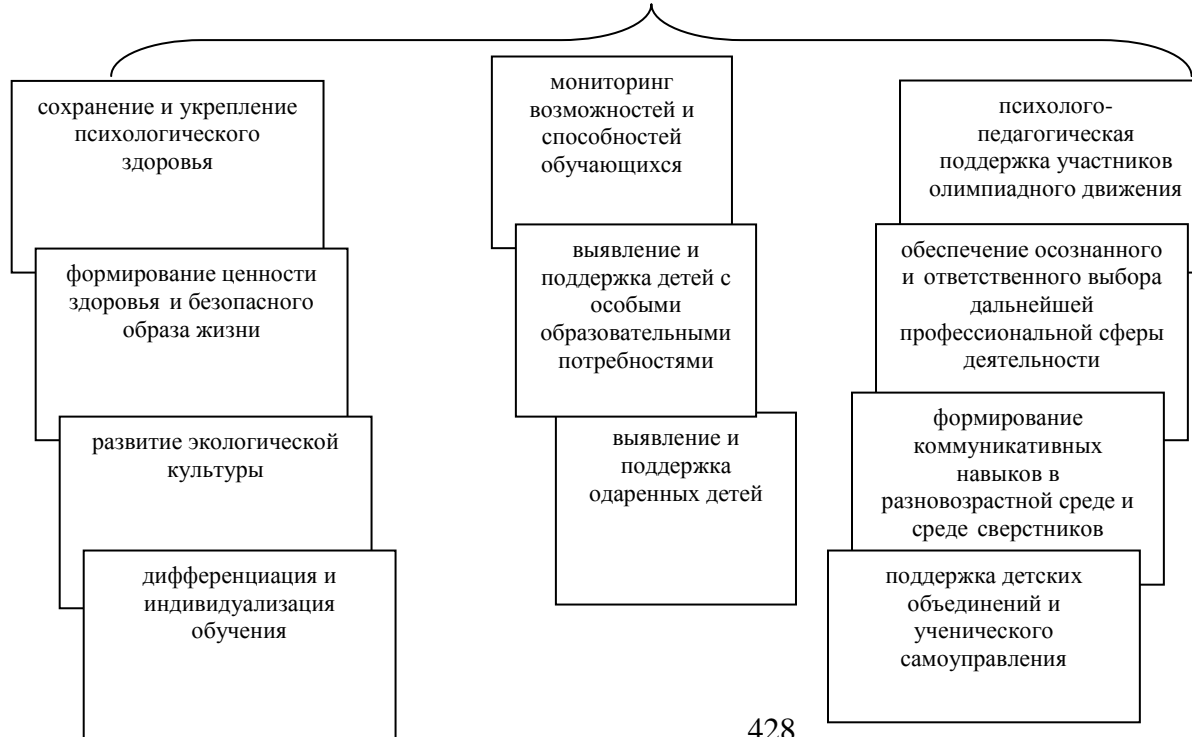 сохранение и укрепление
психологического
здоровья
формирование ценности
здоровья и безопасного
образа жизни
развитие экологической
культуры
дифференциация и
индивидуализация
обучения
мониторинг
возможностей и
способностей
обучающихся
выявление и
поддержка детей с
особыми
образовательными
потребностями
выявление и
поддержка
одаренных детей
психолого-
педагогическая
поддержка участников
олимпиадного движения
обеспечение осознанного
и ответственного выбора
дальнейшей
профессиональной сферы
деятельности
формирование
коммуникативных
навыков в
разновозрастной среде и
среде сверстников
поддержка детских
объединений и
ученического
самоуправления
428